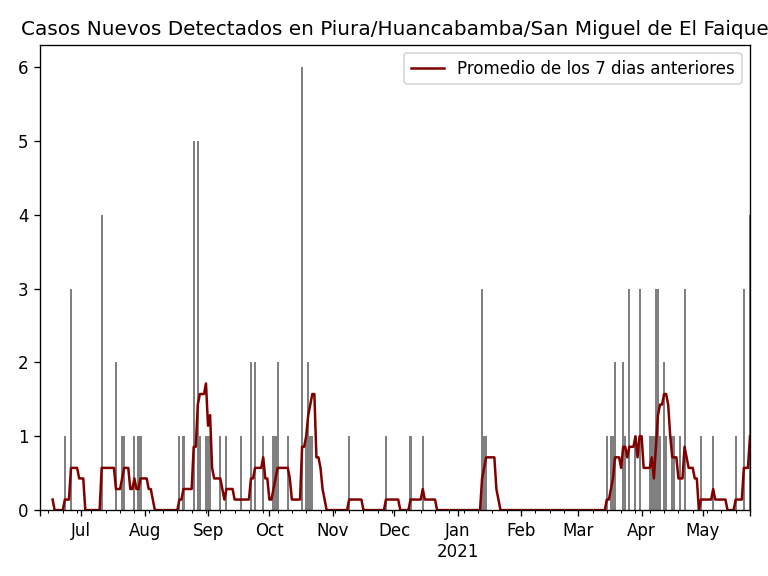 Casos Nuevos Detectados en Piura/Huancabamba/San Miguel de El Faique
Promedio de los 7 dias anteriores
6
5
4
3
2
1
0
Jul Aug Sep Oct Nov Dec Jan Feb Mar Apr May
2021